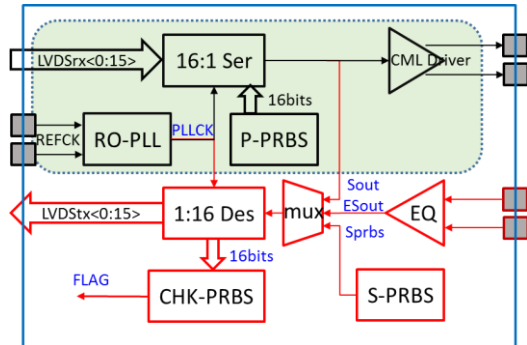 LVDSrx<0:15>
16:1 Ser
CML Driver
16bits
REFCK
RO-PLL
PLLCK
P-PRBS
Sout
LVDStx<0:15>
1:16 Des
mux
ESout
EQ
Sprbs
16bits
FLAG
CHK-PRBS
S-PRBS